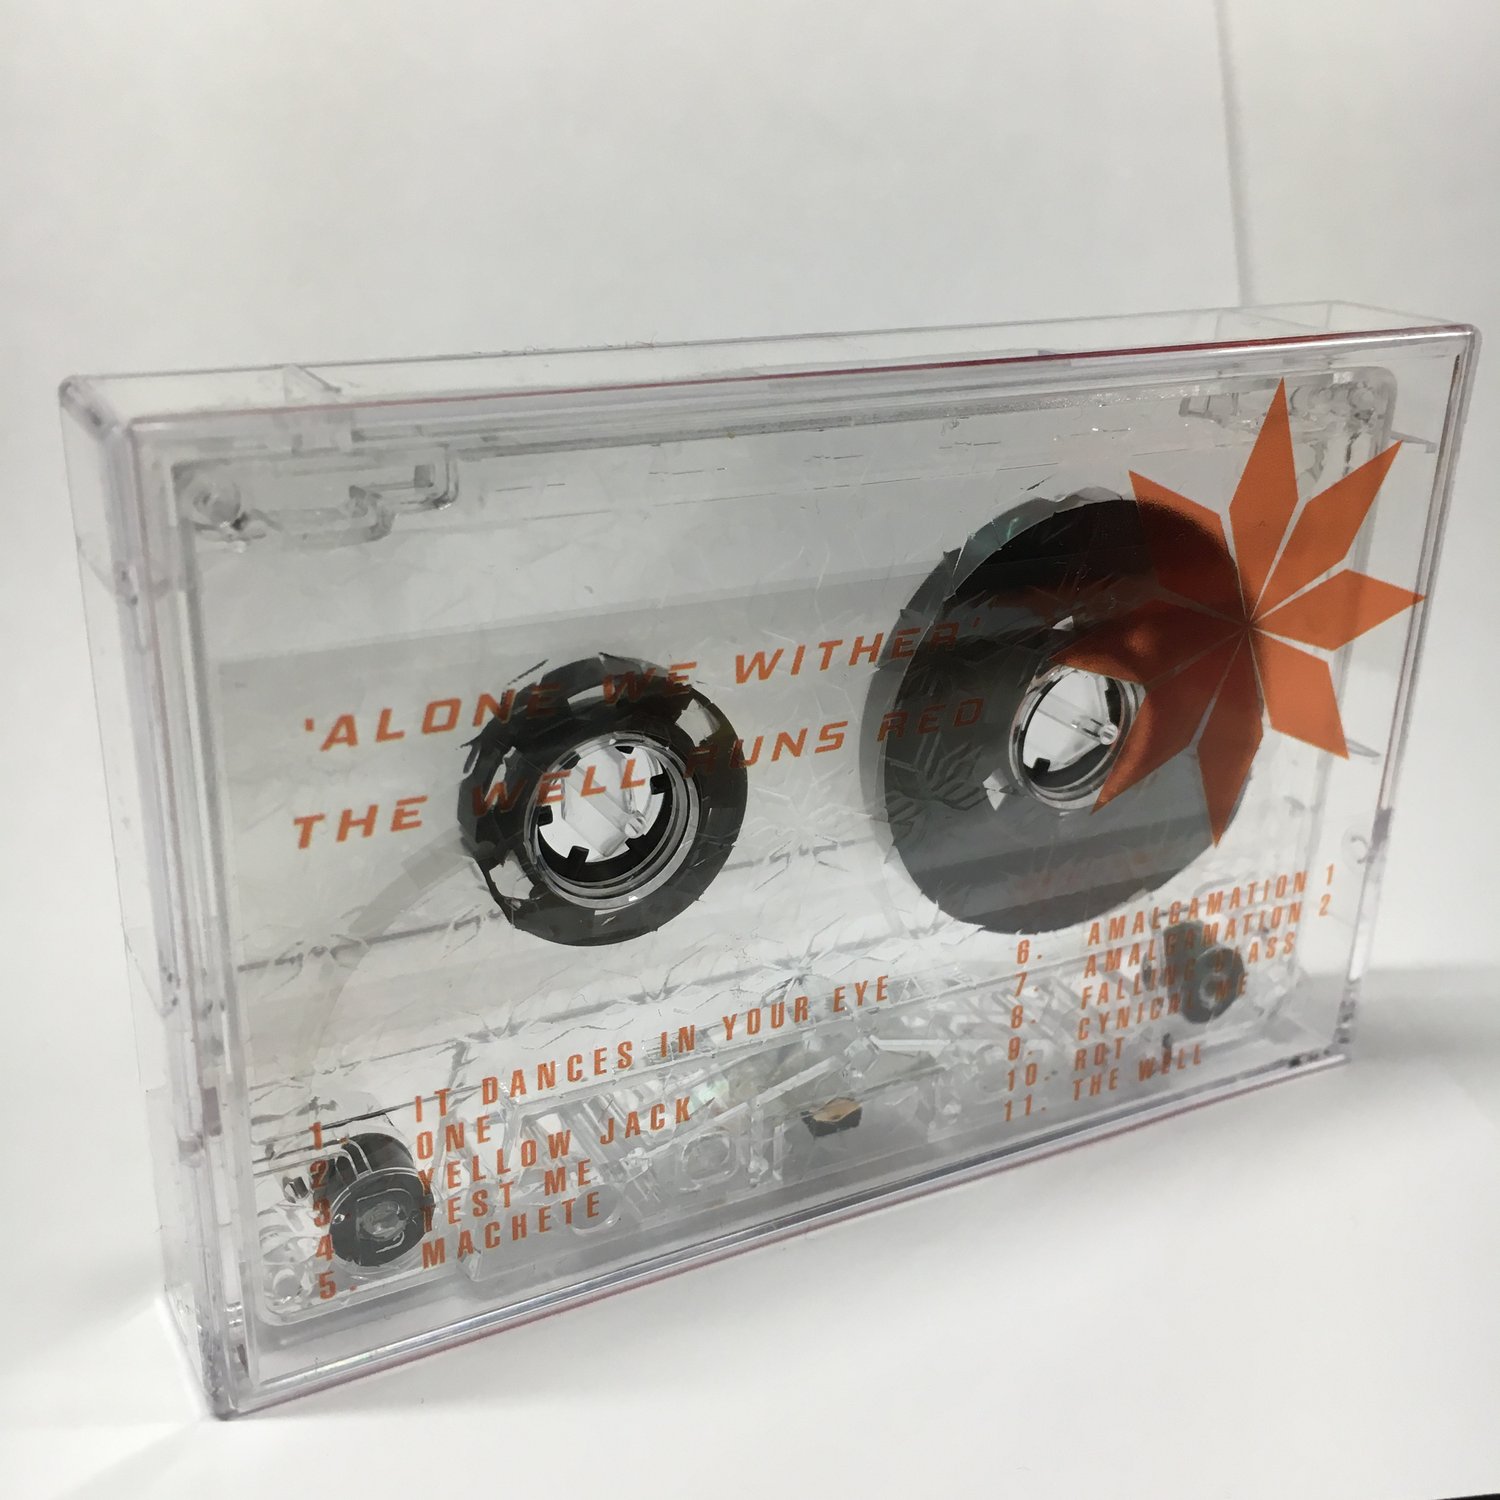 'ALONE WE WITHER'
THE WELL RUNS RED
1. IT DANCES IN YOUR EYE
2. ONE
3. YELLOW JACK
4. TEST ME
5. MACHETE
6. AMALGAMATION 1
7. AMALGAMATION 2
8. FALLING GLASS
9. CYNICAL ME
10. ROT
11. THE WELL